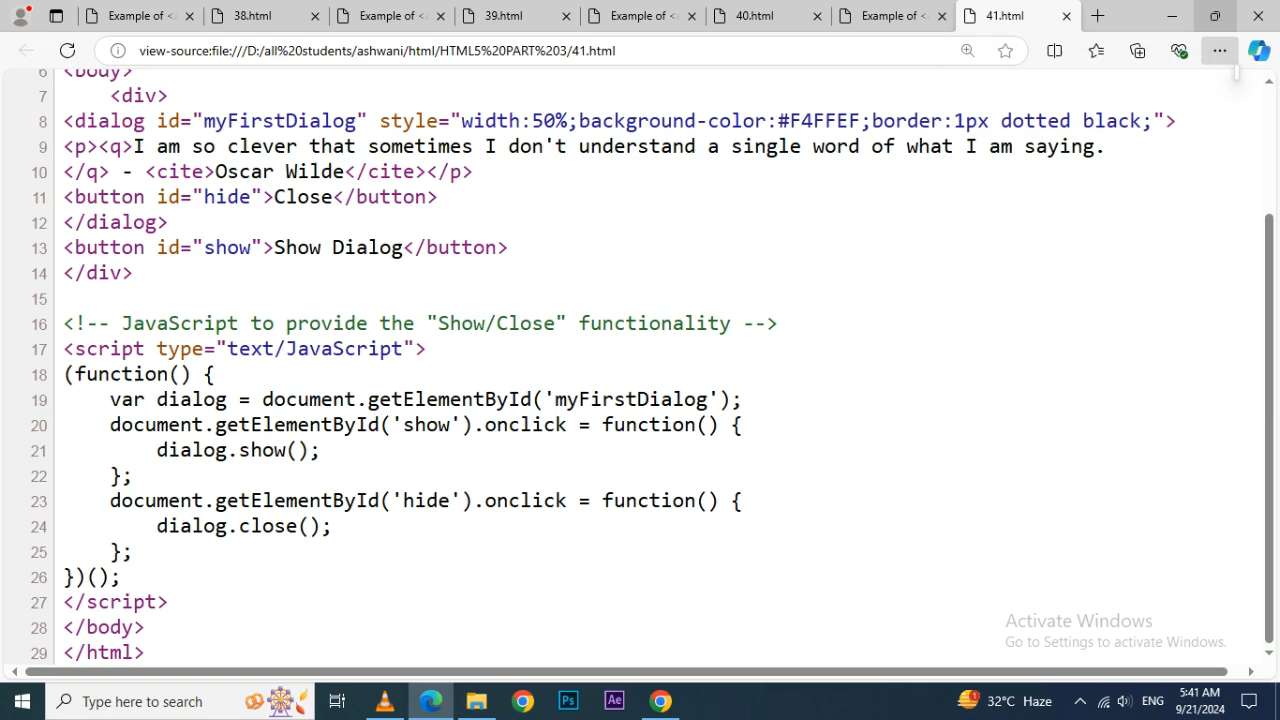 Example of <
38.html
Example of <
39.html
Example of <
40.html
Example of <
41.html
view-source:file:///D:/all%20students/ashwani/html/HTML5%20PART%203/41.html
6 <body>
7 <div>
8 <dialog id="myFirstDialog" style="width:50%;background-color:#F4FFEF;border:1px dotted black;">
9 <p><q>I am so clever that sometimes I don't understand a single word of what I am saying.
10 </q> - <cite>Oscar Wilde</cite></p>
11 <button id="hide">Close</button>
12 </dialog>
13 <button id="show">Show Dialog</button>
14 </div>
15
16 <!-- JavaScript to provide the "Show/Close" functionality -->
17 <script type="text/JavaScript">
18 (function() {
19 var dialog = document.getElementById('myFirstDialog');
20 document.getElementById('show').onclick = function() {
21 dialog.show();
22 };
23 document.getElementById('hide').onclick = function() {
24 dialog.close();
25 };
26 })();
27 </script>
28 </body>
29 </html>
Activate Windows
Go to Settings to activate Windows.
Type here to search
Ps
Ae
1
32°C Haze
ENG
5:41 AM
9/21/2024